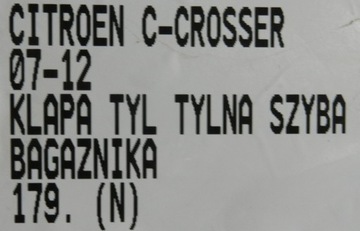 CITROEN C-CROSSER
07-12
KLAPA TYL TYLNA SZYBA
BAGAZNIKA
179. (N)